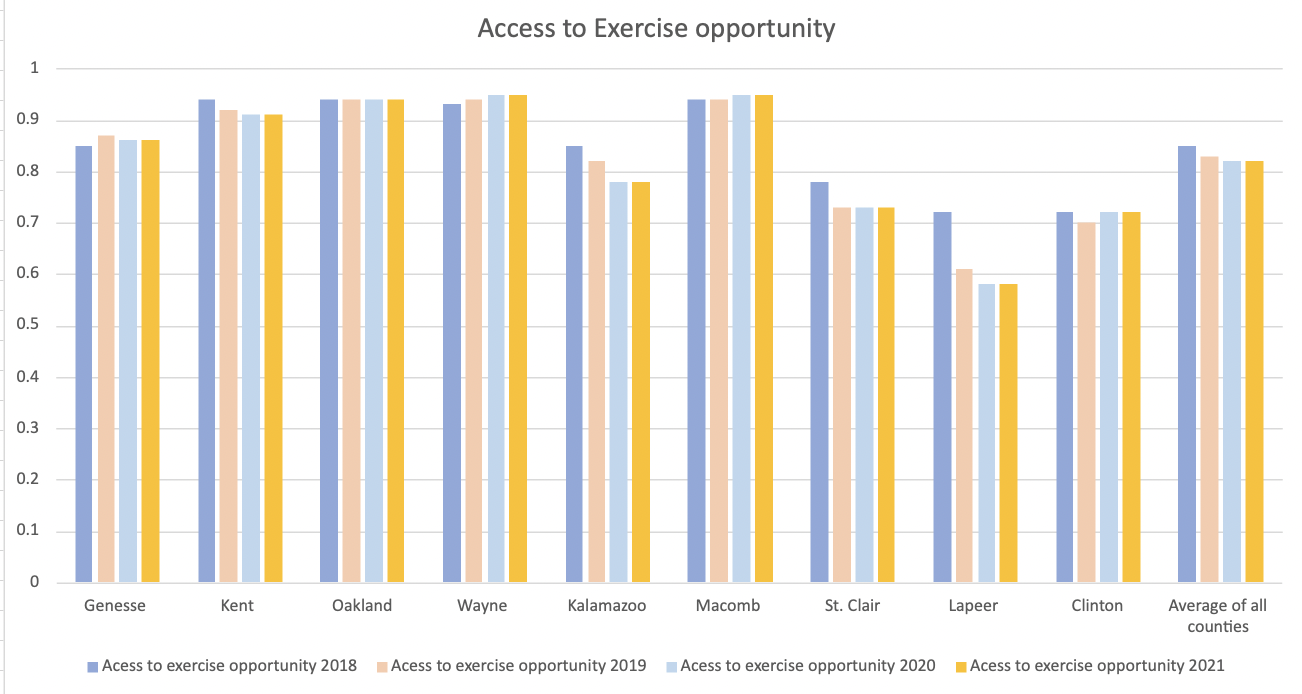 Access to Exercise opportunity
1
0.9
0.8
0.7
0.6
0.5
0.4
0.3
0.2
0.1
0
Genesse Kent Oakland Wayne Kalamazoo Macomb St. Clair Lapeer Clinton Average of all
counties
Acess to exercise opportunity 2018 Acess to exercise opportunity 2019 Acess to exercise opportunity 2020 Acess to exercise opportunity 2021